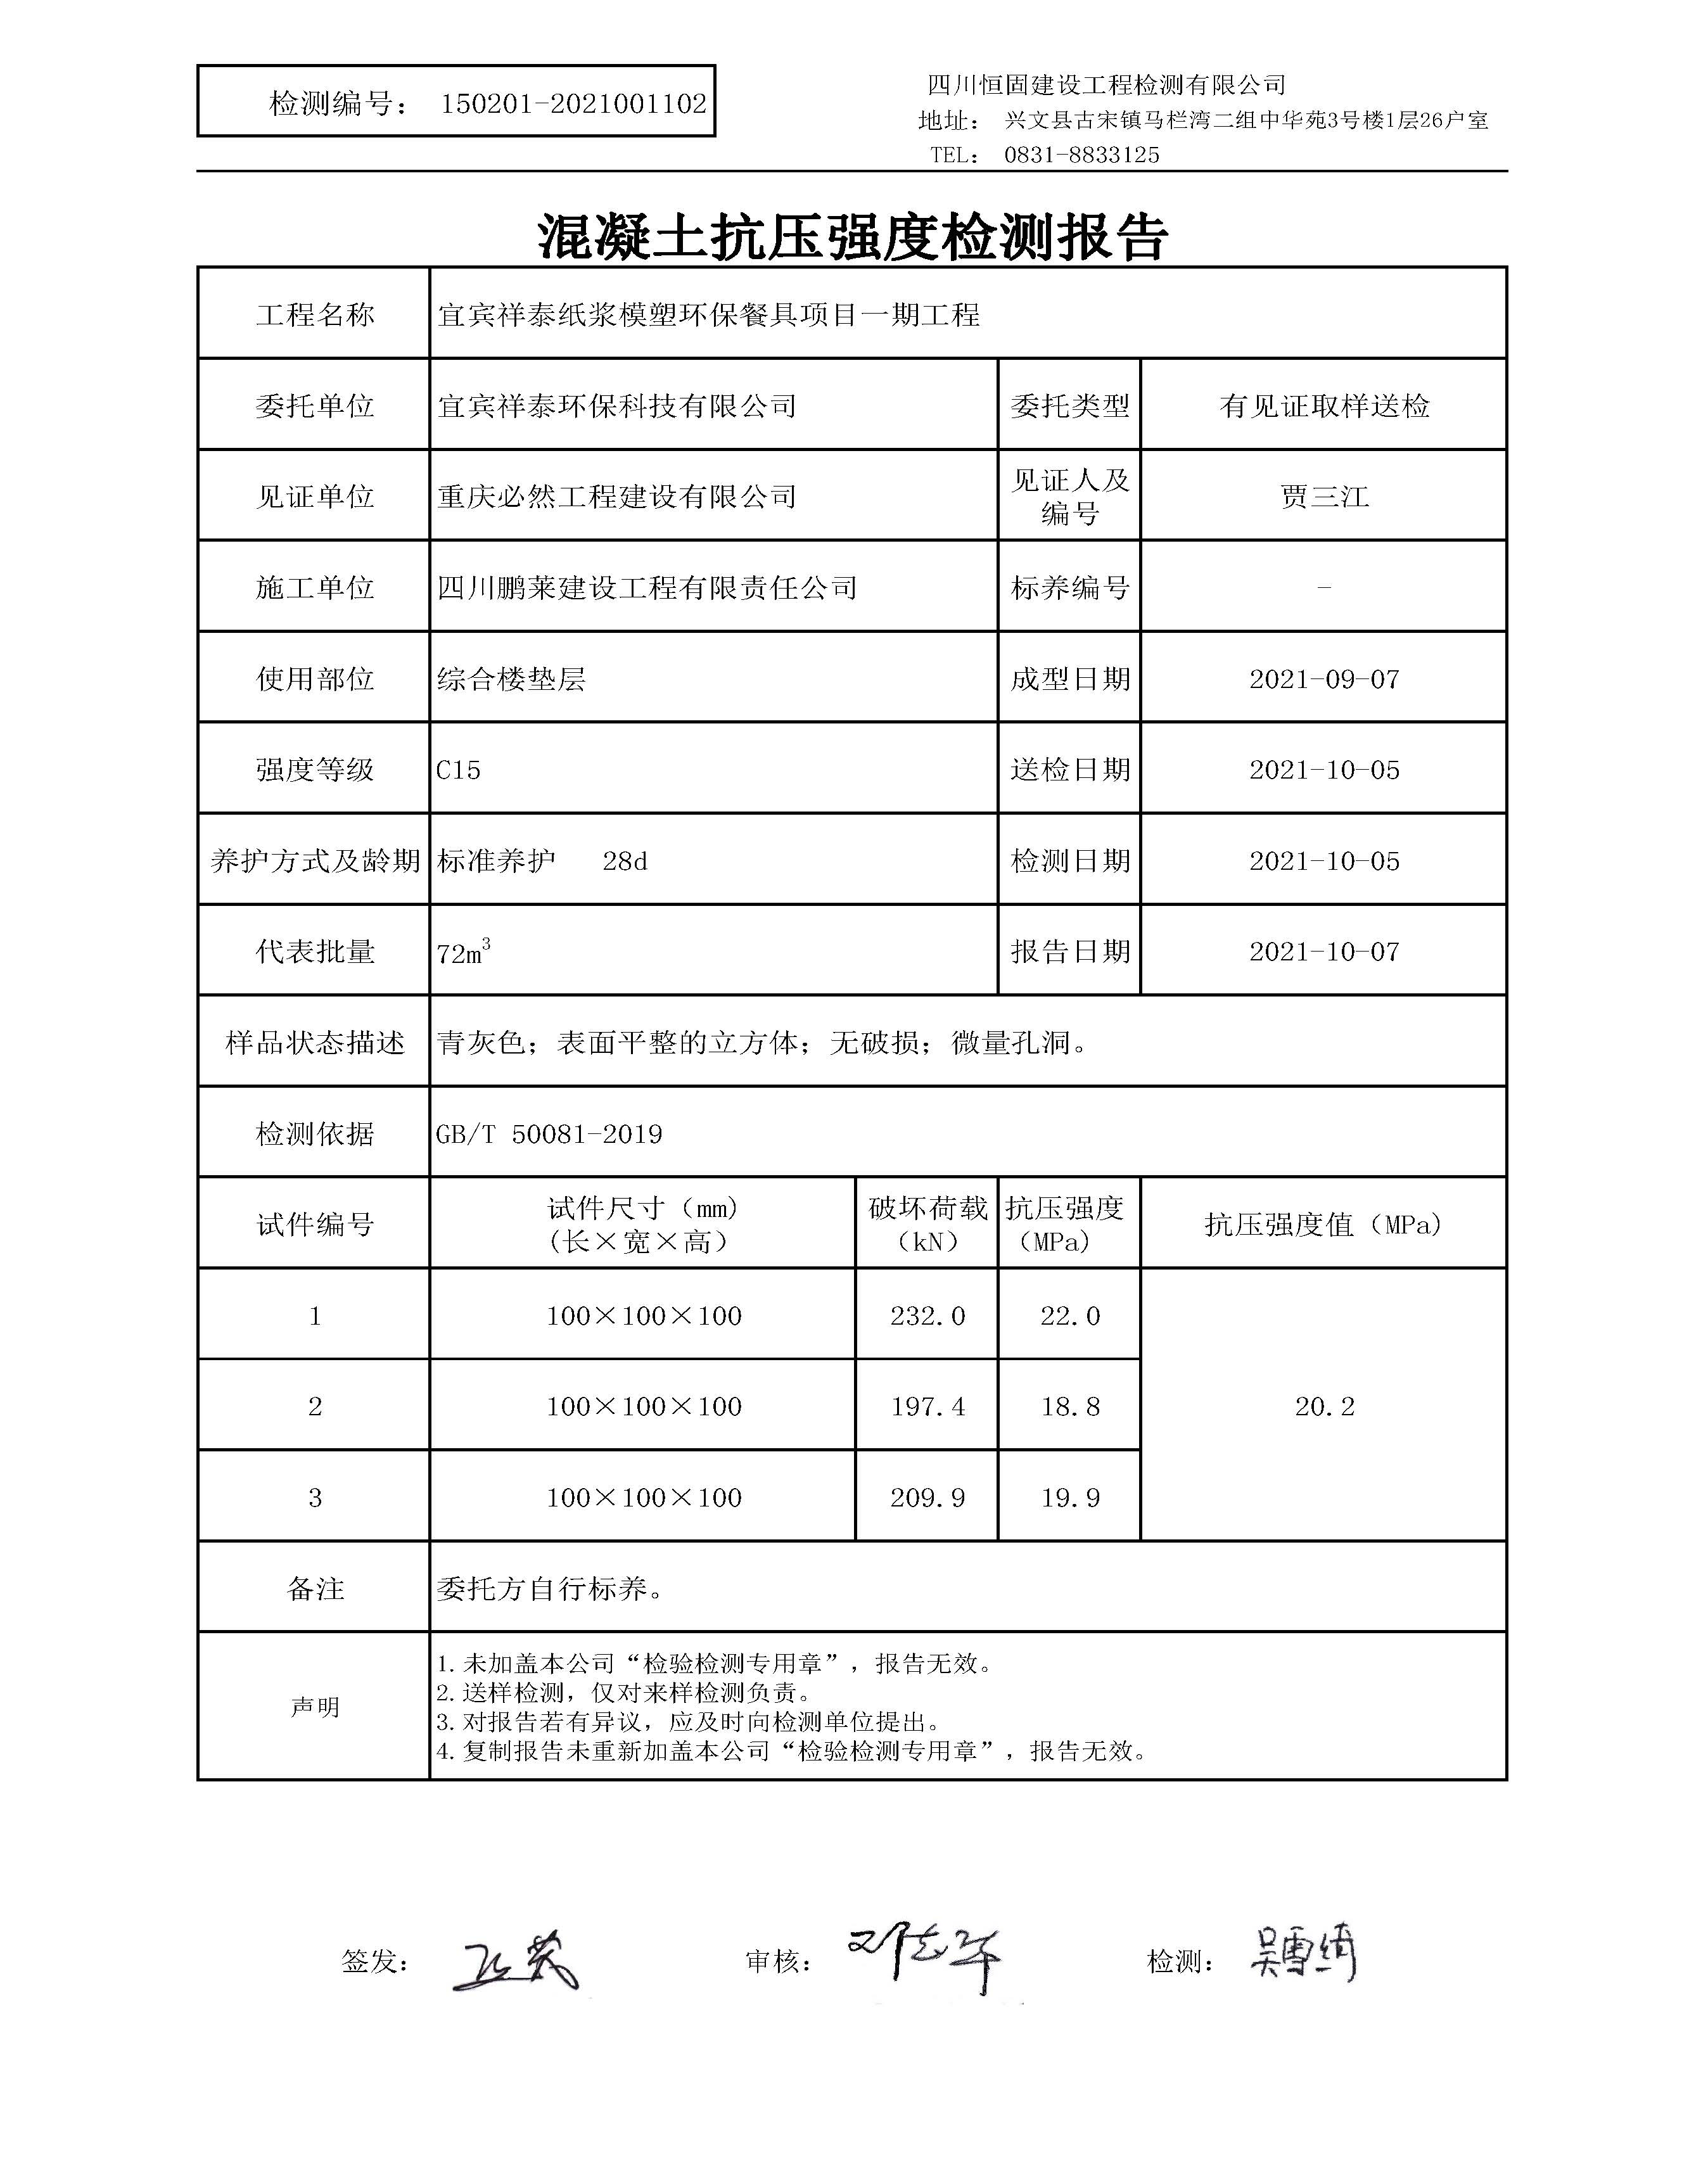 检测编号： 150201-2021001102
四川恒固建设工程检测有限公司
地址： 兴文县古宋镇马栏湾二组中华苑3号楼1层26户室
TEL： 0831-8833125
混凝土抗压强度检测报告
工程名称 宜宾祥泰纸浆模塑环保餐具项目一期工程
委托单位 宜宾祥泰环保科技有限公司 委托类型 有见证取样送检
见证单位 重庆必然工程建设有限公司 见证人及编号 贾三江
施工单位 四川鹏莱建设工程有限责任公司 标养编号 -
使用部位 综合楼垫层 成型日期 2021-09-07
强度等级 C15 送检日期 2021-10-05
养护方式及龄期 标准养护 28d 检测日期 2021-10-05
代表批量 72m³ 报告日期 2021-10-07
样品状态描述 青灰色；表面平整的立方体；无破损；微量孔洞。
检测依据 GB/T 50081-2019
试件编号 试件尺寸（mm）（长×宽×高） 破坏荷载（kN） 抗压强度（MPa） 抗压强度值（MPa）
1 100×100×100 232.0 22.0
2 100×100×100 197.4 18.8 20.2
3 100×100×100 209.9 19.9
备注 委托方自行标养。
声明
1.未加盖本公司“检验检测专用章”，报告无效。
2.送样检测，仅对来样检测负责。
3.对报告若有异议，应及时向检测单位提出。
4.复制报告未重新加盖本公司“检验检测专用章”，报告无效。
签发： 审核： 检测： 吴雪绮